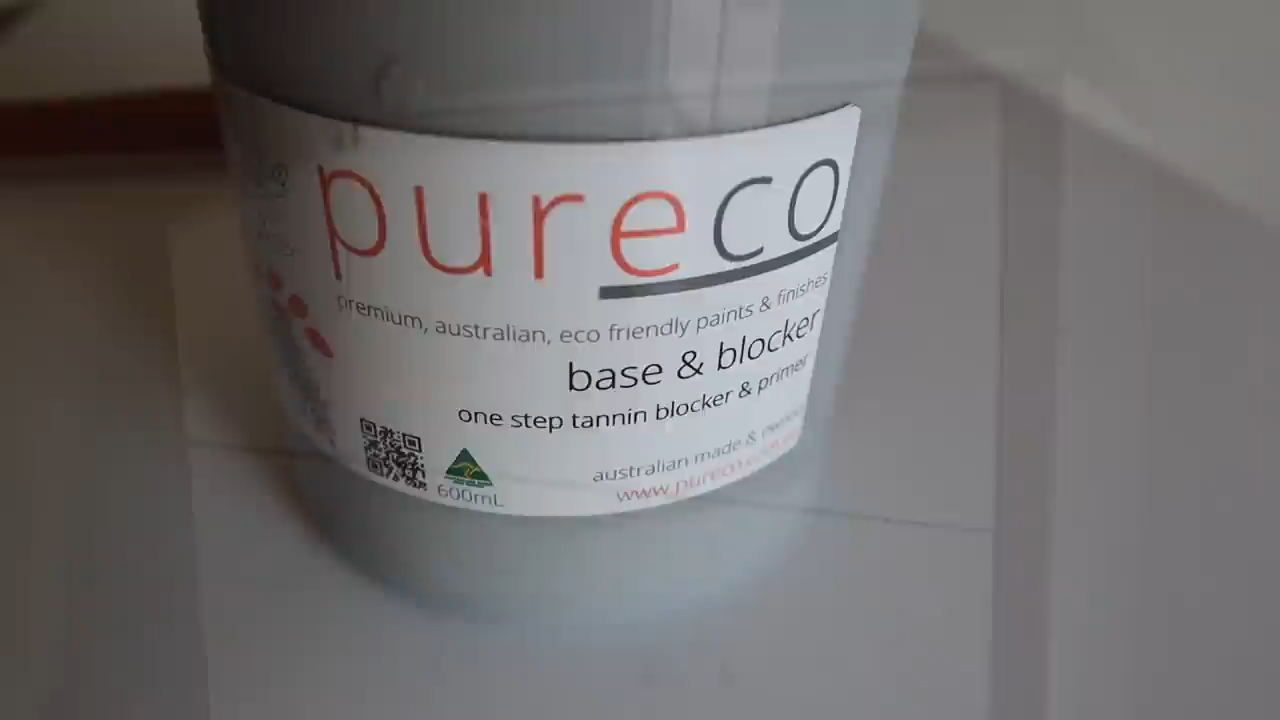 pureco
premium, australian, eco friendly paints & finishes
base & blocker
one step tannin blocker & primer
australian made &
600mL